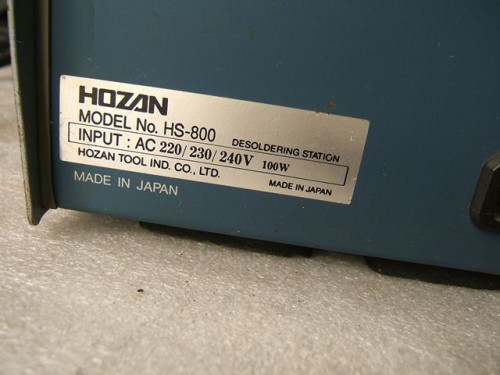 HOZAN
MODEL No. HS-800 DESOLDERING STATION
INPUT : AC 220/230/240V 100W
HOZAN TOOL IND. CO., LTD. MADE IN JAPAN
MADE IN JAPAN